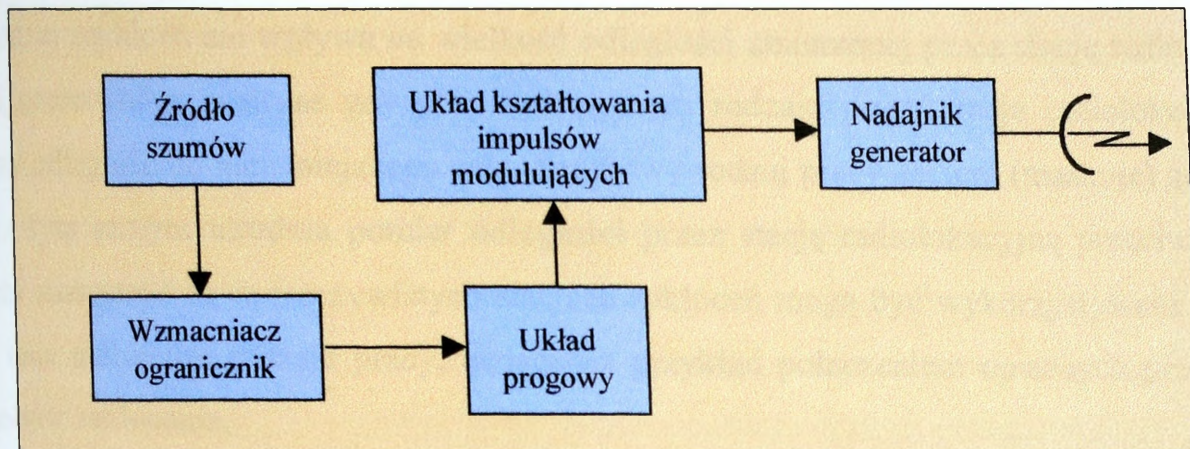 Źródło
szumów
Układ kształtowania
impulsów
modulujących
Nadajnik
generator
Wzmacniacz
ogranicznik
Układ
progowy